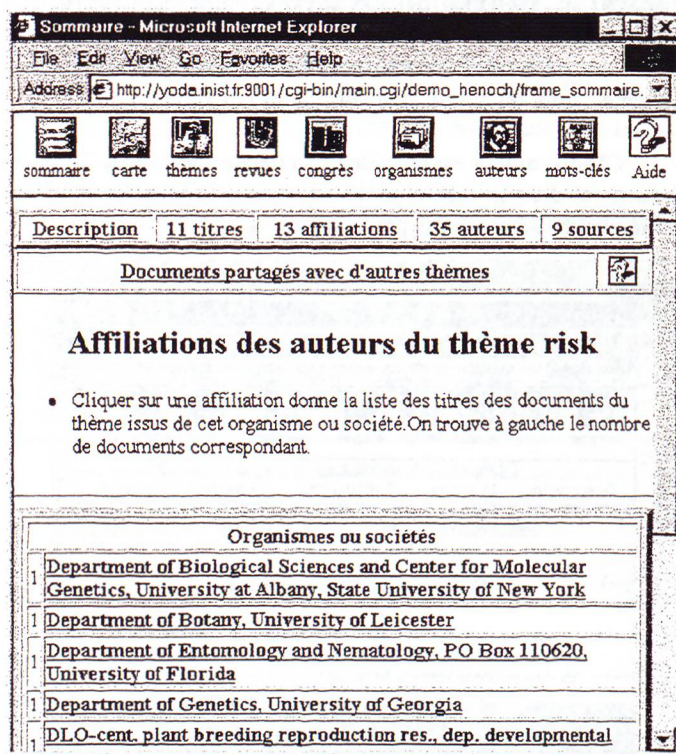 Sommaire - Microsoft Internet Explorer
File Edit View Go Favorites Help
Address http://yoda.inist.fr:9001/cgi-bin/main.cgi/demo_henoch/frame_sommaire.
sommaire carte thèmes revues congrès organismes auteurs mots-clés Aide
Description 11 titres 13 affiliations 35 auteurs 9 sources
Documents partagés avec d'autres thèmes
Affiliations des auteurs du thème risk
• Cliquer sur une affiliation donne la liste des titres des documents du
thème issus de cet organisme ou société.On trouve à gauche le nombre
de documents correspondant.
Organismes ou sociétés
1 Department of Biological Sciences and Center for Molecular
Genetics, University at Albany, State University of New York
1 Department of Botany, University of Leicester
1 Department of Entomology and Nematology, PO Box 110620,
University of Florida
1 Department of Genetics, University of Georgia
1 DLO-cent. plant breeding reproduction res., dep. developmental